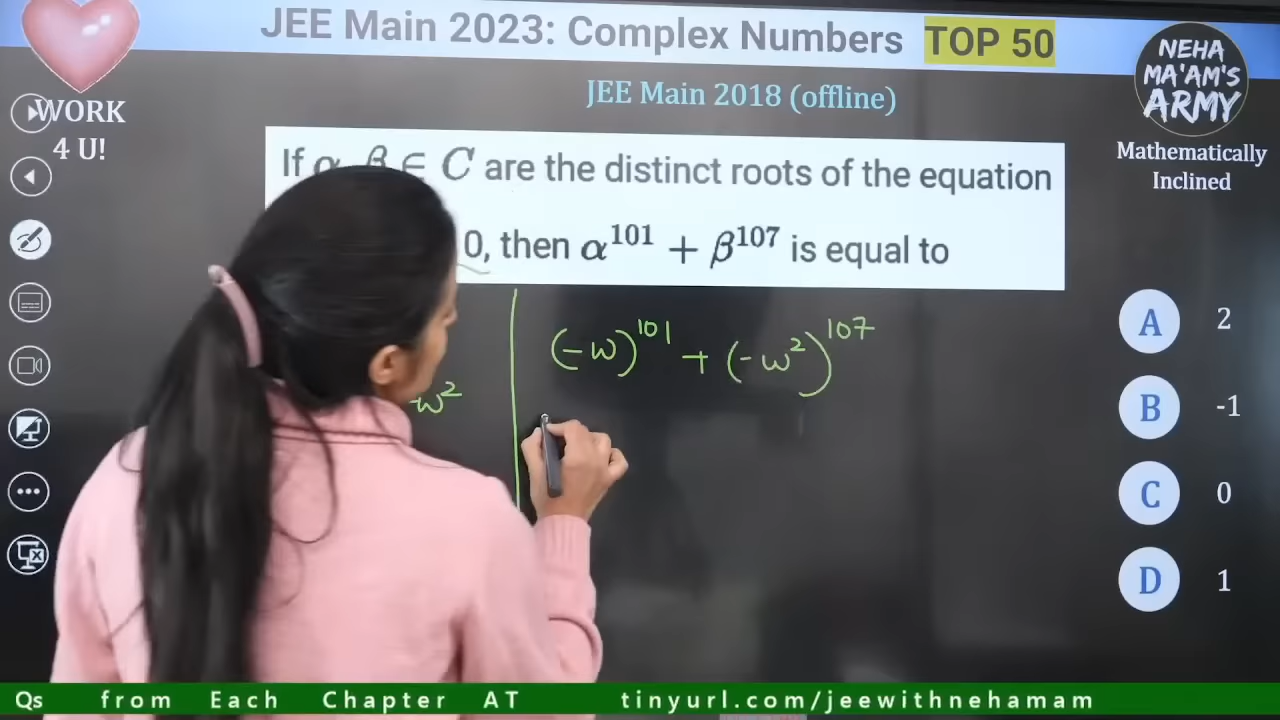 JEE Main 2023: Complex Numbers TOP 50
NEHA
MA'AM'S
ARMY
WORK
4 U!
JEE Main 2018 (offline)
Mathematically
Inclined
If α, β ∈ C are the distinct roots of the equation
0, then α^101 + β^107 is equal to
(-ω)^101 + (-ω^2)^107
-ω^2
A 2
B -1
C 0
D 1
Qs from Each Chapter AT tinyurl.com/jeewithnehamam